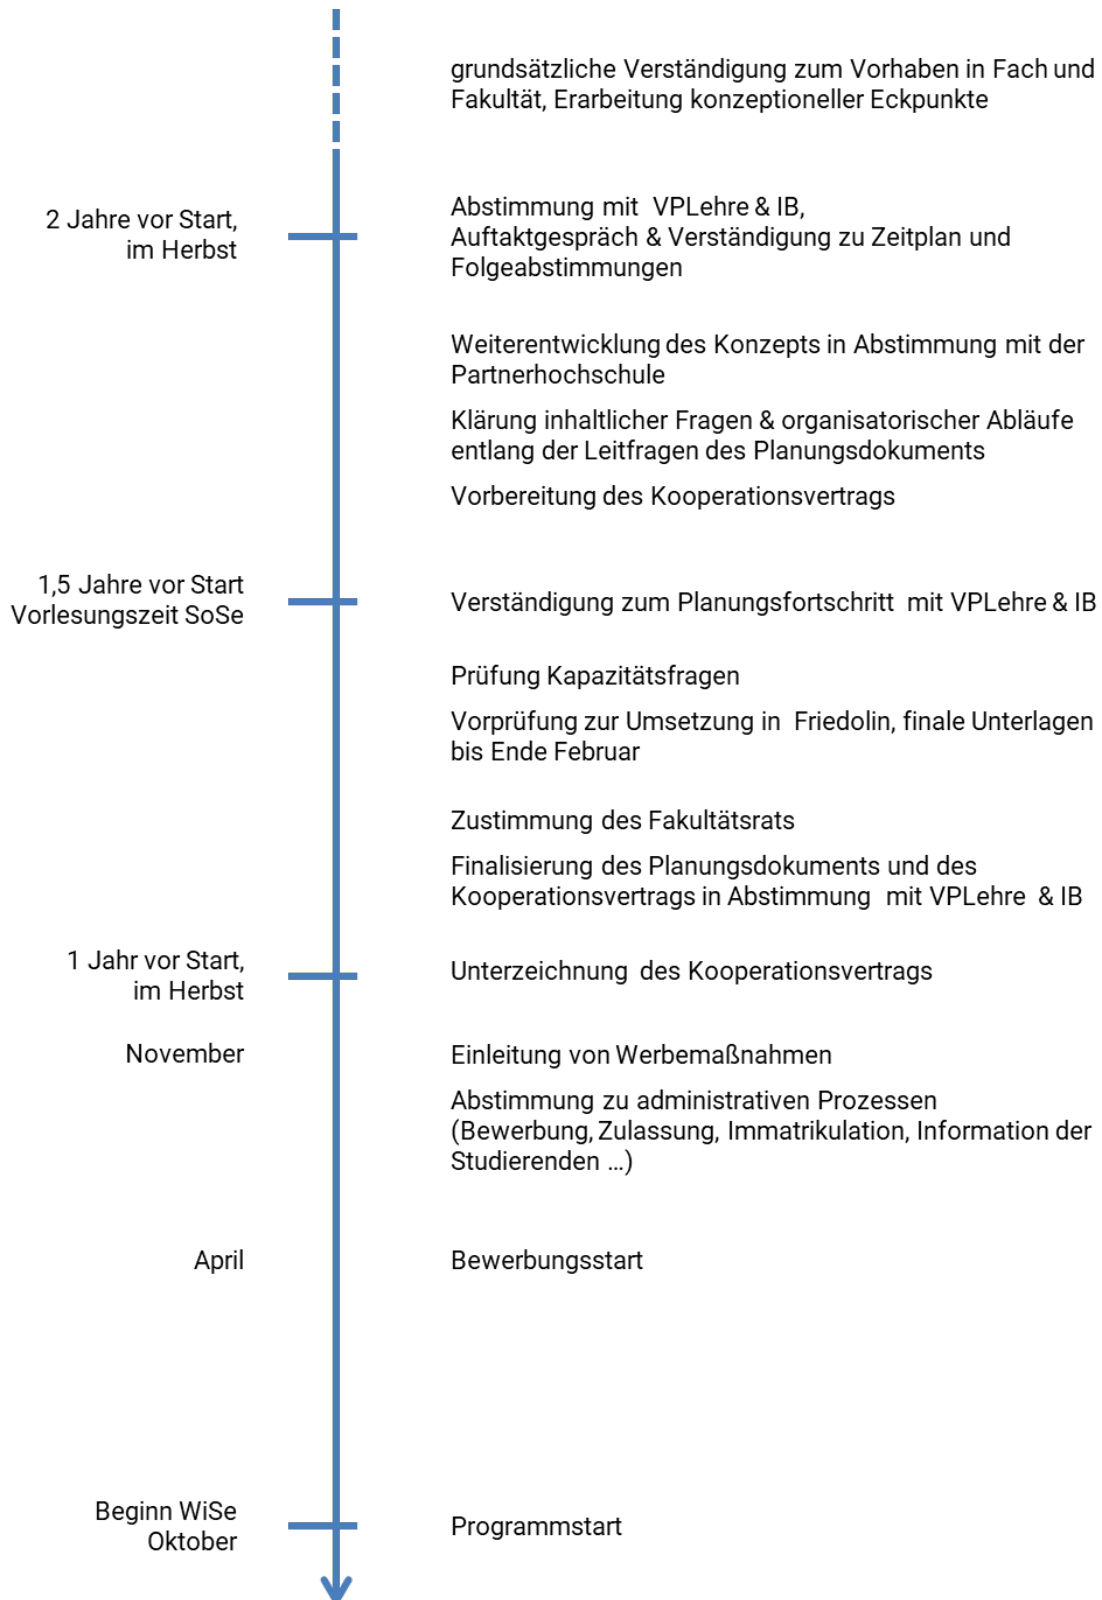 grundsätzliche Verständigung zum Vorhaben in Fach und
Fakultät, Erarbeitung konzeptioneller Eckpunkte
2 Jahre vor Start,
im Herbst
Abstimmung mit VPLehre & IB,
Auftaktgespräch & Verständigung zu Zeitplan und
Folgeabstimmungen
Weiterentwicklung des Konzepts in Abstimmung mit der
Partnerhochschule
Klärung inhaltlicher Fragen & organisatorischer Abläufe
entlang der Leitfragen des Planungsdokuments
Vorbereitung des Kooperationsvertrags
1,5 Jahre vor Start
Vorlesungszeit SoSe
Verständigung zum Planungsfortschritt mit VPLehre & IB
Prüfung Kapazitätsfragen
Vorprüfung zur Umsetzung in Friedolin, finale Unterlagen
bis Ende Februar
Zustimmung des Fakultätsrats
Finalisierung des Planungsdokuments und des
Kooperationsvertrags in Abstimmung mit VPLehre & IB
1 Jahr vor Start,
im Herbst
Unterzeichnung des Kooperationsvertrags
November
Einleitung von Werbemaßnahmen
Abstimmung zu administrativen Prozessen
(Bewerbung, Zulassung, Immatrikulation, Information der
Studierenden ...)
April
Bewerbungsstart
Beginn WiSe
Oktober
Programmstart